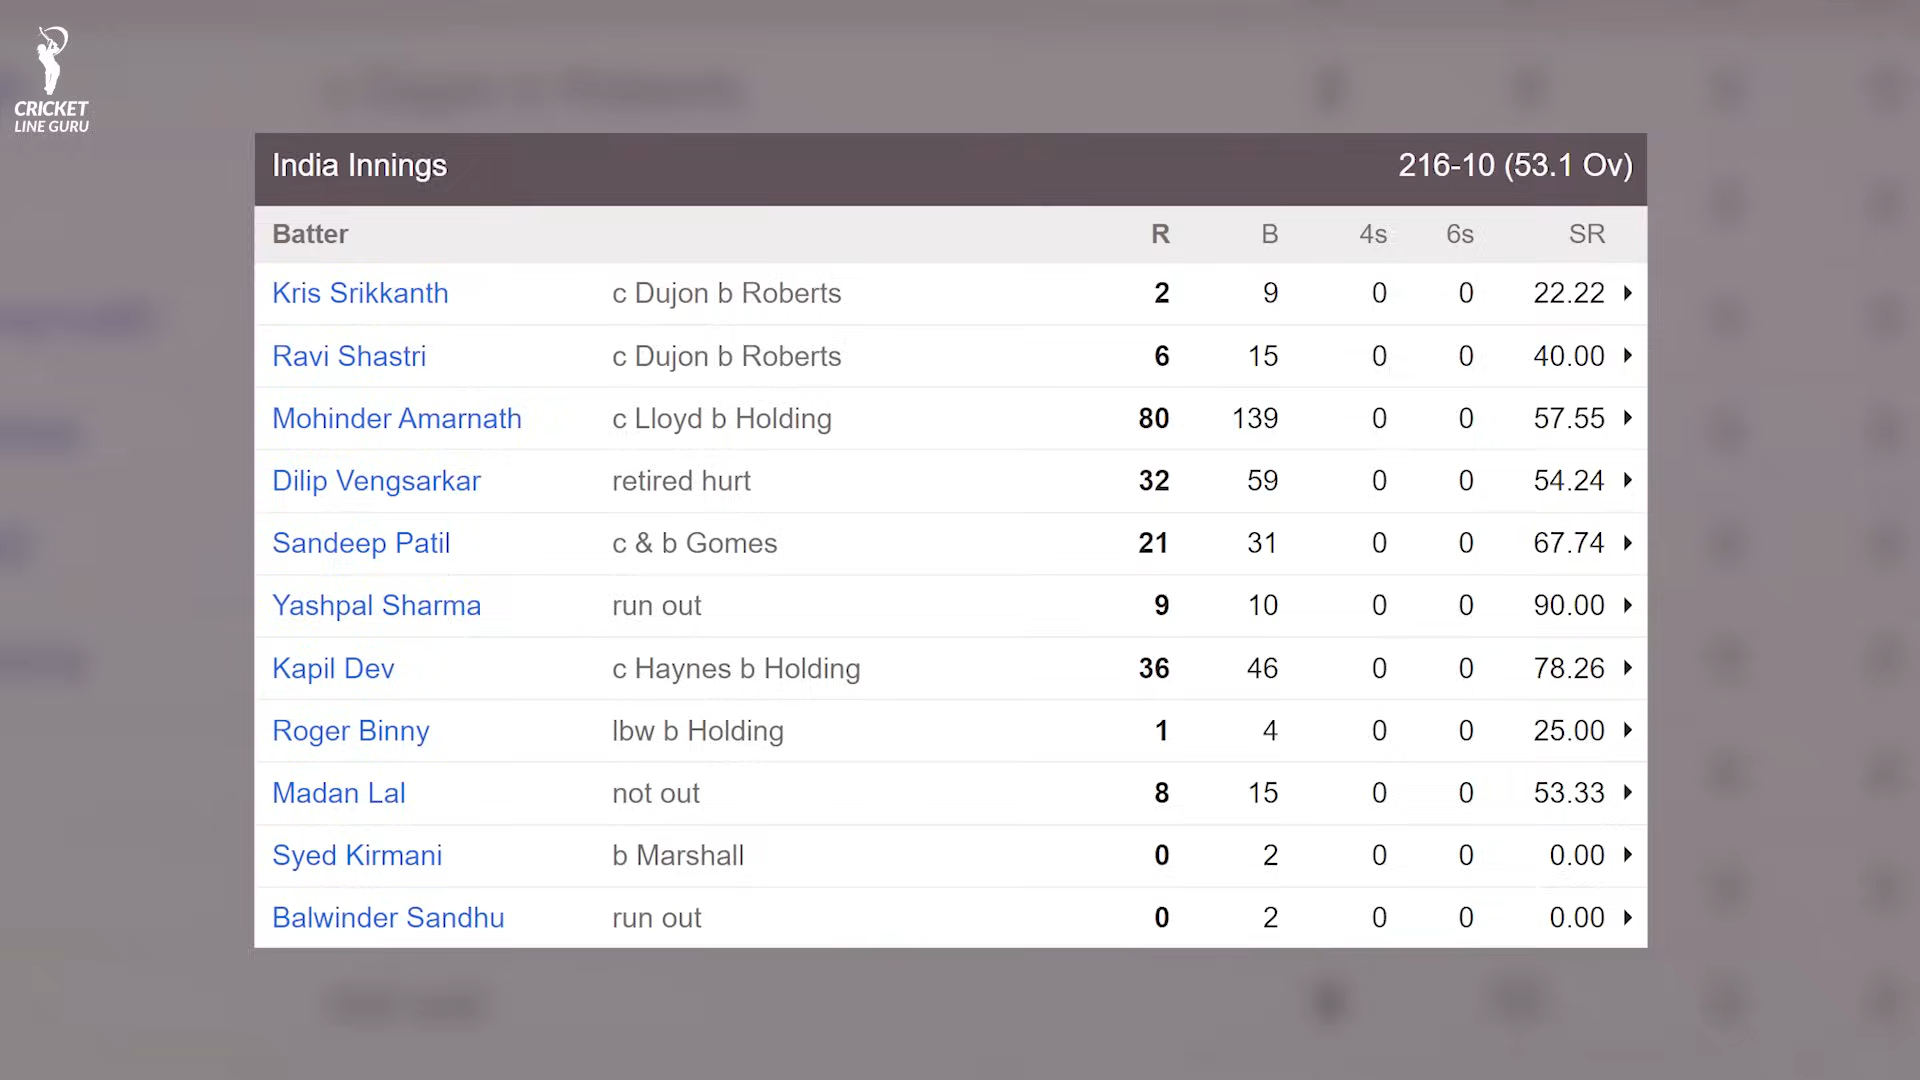 CRICKET
LINE GURU
India Innings 216-10 (53.1 Ov)
Batter R B 4s 6s SR
Kris Srikkanth c Dujon b Roberts 2 9 0 0 22.22
Ravi Shastri c Dujon b Roberts 6 15 0 0 40.00
Mohinder Amarnath c Lloyd b Holding 80 139 0 0 57.55
Dilip Vengsarkar retired hurt 32 59 0 0 54.24
Sandeep Patil c & b Gomes 21 31 0 0 67.74
Yashpal Sharma run out 9 10 0 0 90.00
Kapil Dev c Haynes b Holding 36 46 0 0 78.26
Roger Binny lbw b Holding 1 4 0 0 25.00
Madan Lal not out 8 15 0 0 53.33
Syed Kirmani b Marshall 0 2 0 0 0.00
Balwinder Sandhu run out 0 2 0 0 0.00